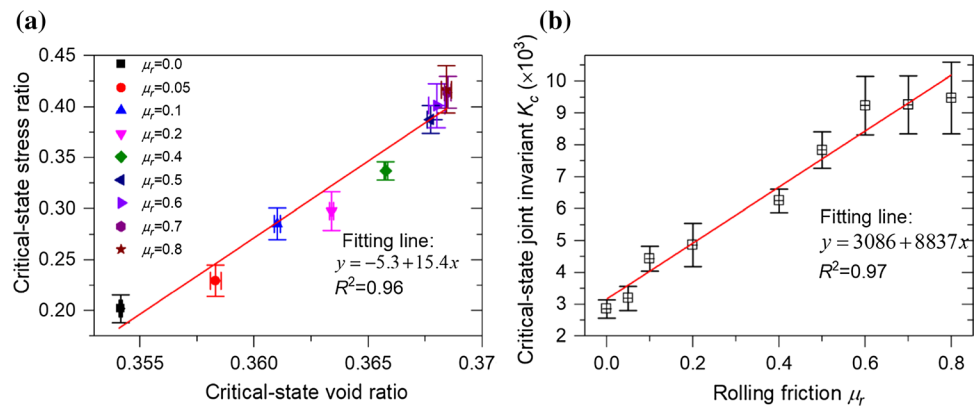 (a)
Critical-state stress ratio
0.45
0.40
0.35
0.30
0.25
0.20
μr=0.0
μr=0.05
μr=0.1
μr=0.2
μr=0.4
μr=0.5
μr=0.6
μr=0.7
μr=0.8
Fitting line:
y=−5.3+15.4x
R²=0.96
0.355
0.360
0.365
0.37
Critical-state void ratio
(b)
Critical-state joint invariant Kc (×10³)
10
9
8
7
6
5
4
3
2
Fitting line:
y=3086+8837x
R²=0.97
0.0
0.2
0.4
0.6
0.8
Rolling friction μr